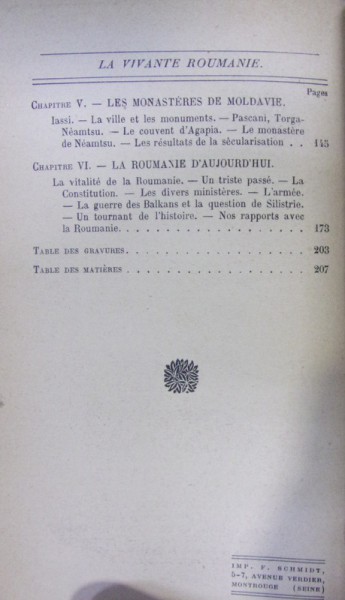 LA VIVANTE ROUMANIE.
Pages
CHAPITRE V. — LES MONASTÈRES DE MOLDAVIE.
Iassi. — La ville et les monuments. — Pascani, Torga-
Néamtsu. — Le couvent d'Agapia. — Le monastère
de Néamtsu. — Les résultats de la sécularisation . . 145
CHAPITRE VI. — LA ROUMANIE D'AUJOURD'HUI.
La vitalité de la Roumanie. — Un triste passé. — La
Constitution. — Les divers ministères. — L'armée.
— La guerre des Balkans et la question de Silistrie.
— Un tournant de l'histoire. — Nos rapports avec
la Roumanie. . . . . . . . . . . . . . . . . . 173
TABLE DES GRAVURES. . . . . . . . . . . . . . . . 203
TABLE DES MATIÈRES . . . . . . . . . . . . . . . . 207
IMP. F. SCHMIDT,
5-7, AVENUE VERDIER,
MONTROUGE (SEINE)